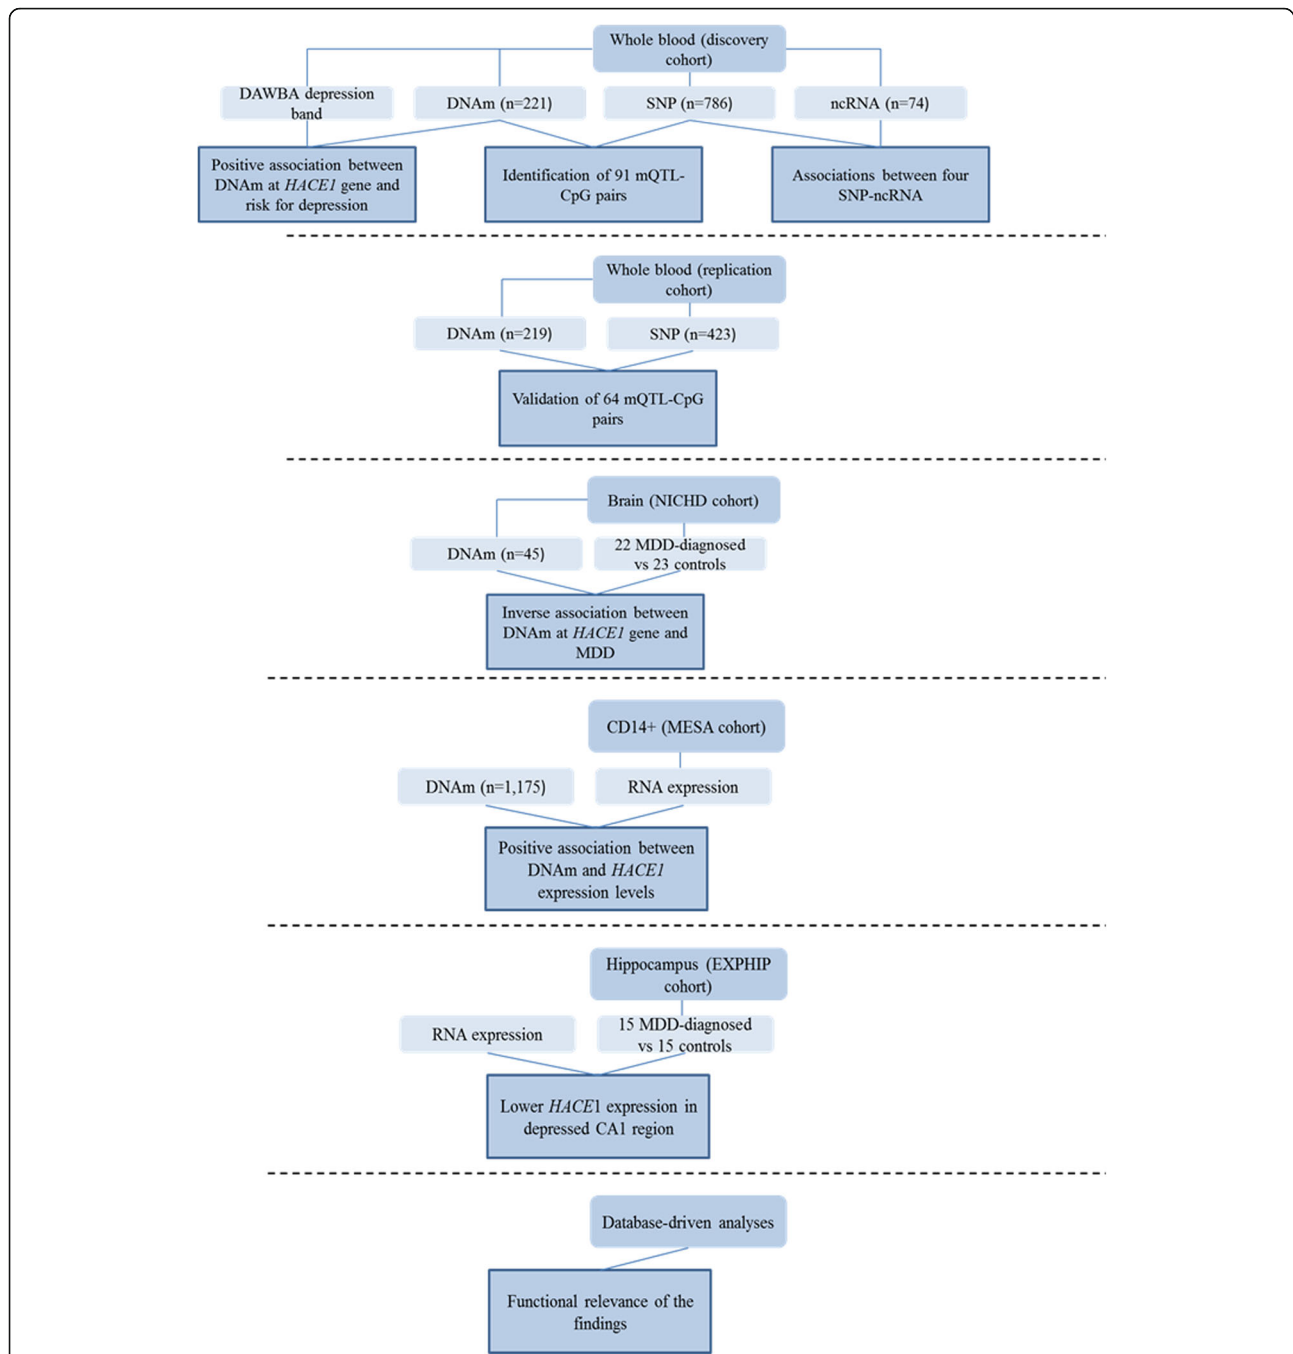 Whole blood (discovery
cohort)
DAWBA depression
band
DNAm (n=221)
SNP (n=786)
ncRNA (n=74)
Positive association between
DNAm at HACE1 gene and
risk for depression
Identification of 91 mQTL-
CpG pairs
Associations between four
SNP-ncRNA
Whole blood (replication
cohort)
DNAm (n=219)
SNP (n=423)
Validation of 64 mQTL-CpG
pairs
Brain (NICHD cohort)
DNAm (n=45)
22 MDD-diagnosed
vs 23 controls
Inverse association between
DNAm at HACE1 gene and
MDD
CD14+ (MESA cohort)
DNAm (n=1,175)
RNA expression
Positive association between
DNAm and HACE1
expression levels
Hippocampus (EXPHIP
cohort)
RNA expression
15 MDD-diagnosed
vs 15 controls
Lower HACE1 expression in
depressed CA1 region
Database-driven analyses
Functional relevance of the
findings